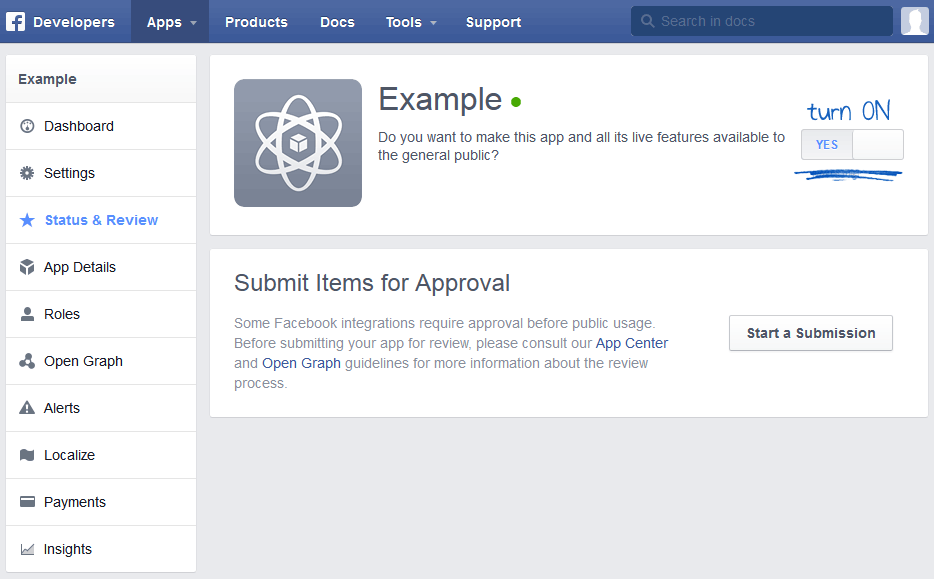 Developers
Apps
Products
Docs
Tools
Support
Search in docs
Example
Dashboard
Settings
Status & Review
App Details
Roles
Open Graph
Alerts
Localize
Payments
Insights
Example
Do you want to make this app and all its live features available to
the general public?
turn ON
YES
Submit Items for Approval
Some Facebook integrations require approval before public usage.
Before submitting your app for review, please consult our App Center
and Open Graph guidelines for more information about the review
process.
Start a Submission